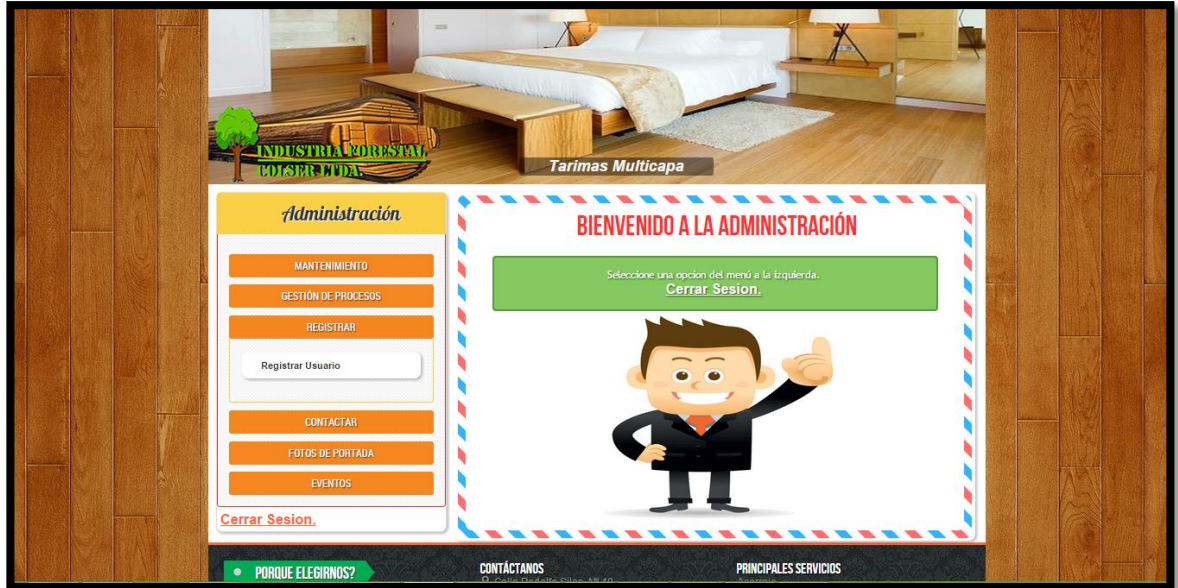 INDUSTRIA FORESTAL
COLSER LTDA.
Tarimas Multicapa
Administración
MANTENIMIENTO
GESTIÓN DE PROCESOS
REGISTRAR
Registrar Usuario
CONTACTAR
FOTOS DE PORTADA
EVENTOS
Cerrar Sesion.
BIENVENIDO A LA ADMINISTRACIÓN
Seleccione una opcion del menú a la izquierda.
Cerrar Sesion.
PORQUE ELEGIRNOS?
CONTÁCTANOS
PRINCIPALES SERVICIOS